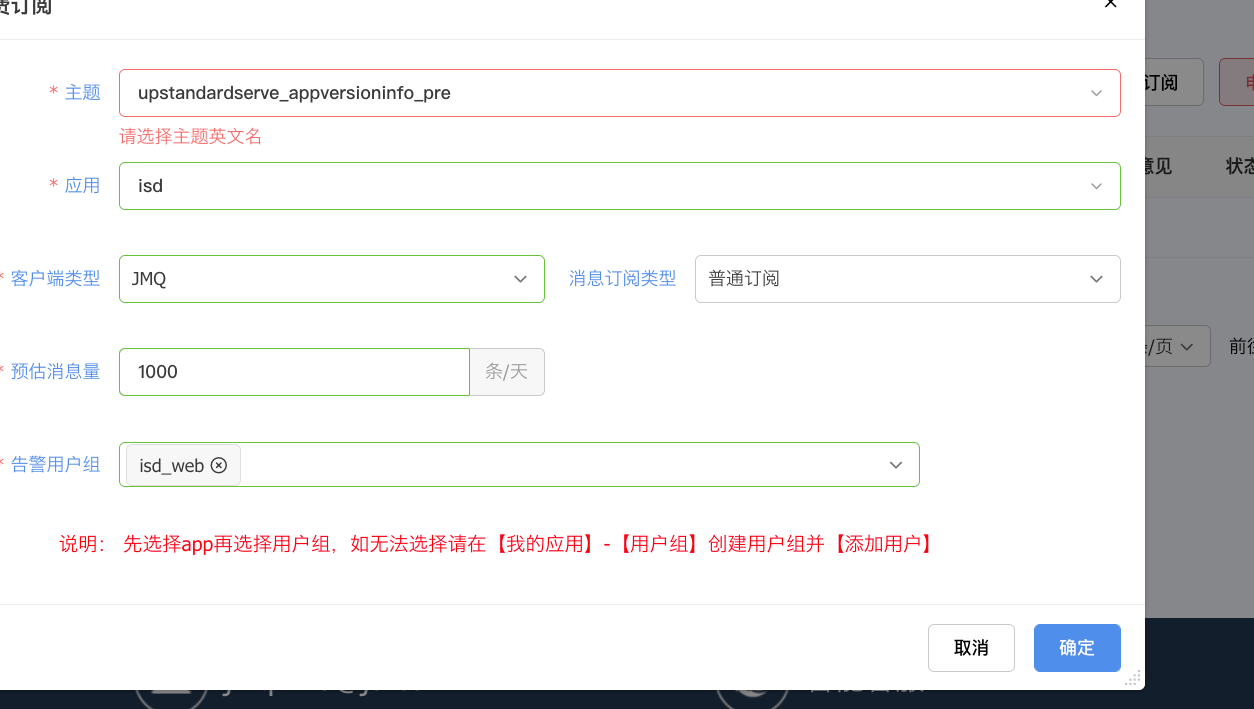 订阅
* 主题 upstandardserve_appversioninfo_pre
请选择主题英文名
* 应用 isd
* 客户端类型 JMQ 消息订阅类型 普通订阅
* 预估消息量 1000 条/天
* 告警用户组 isd_web
说明： 先选择app再选择用户组，如无法选择请在【我的应用】-【用户组】创建用户组并【添加用户】
取消 确定
订阅
意见 状态
/页 前往